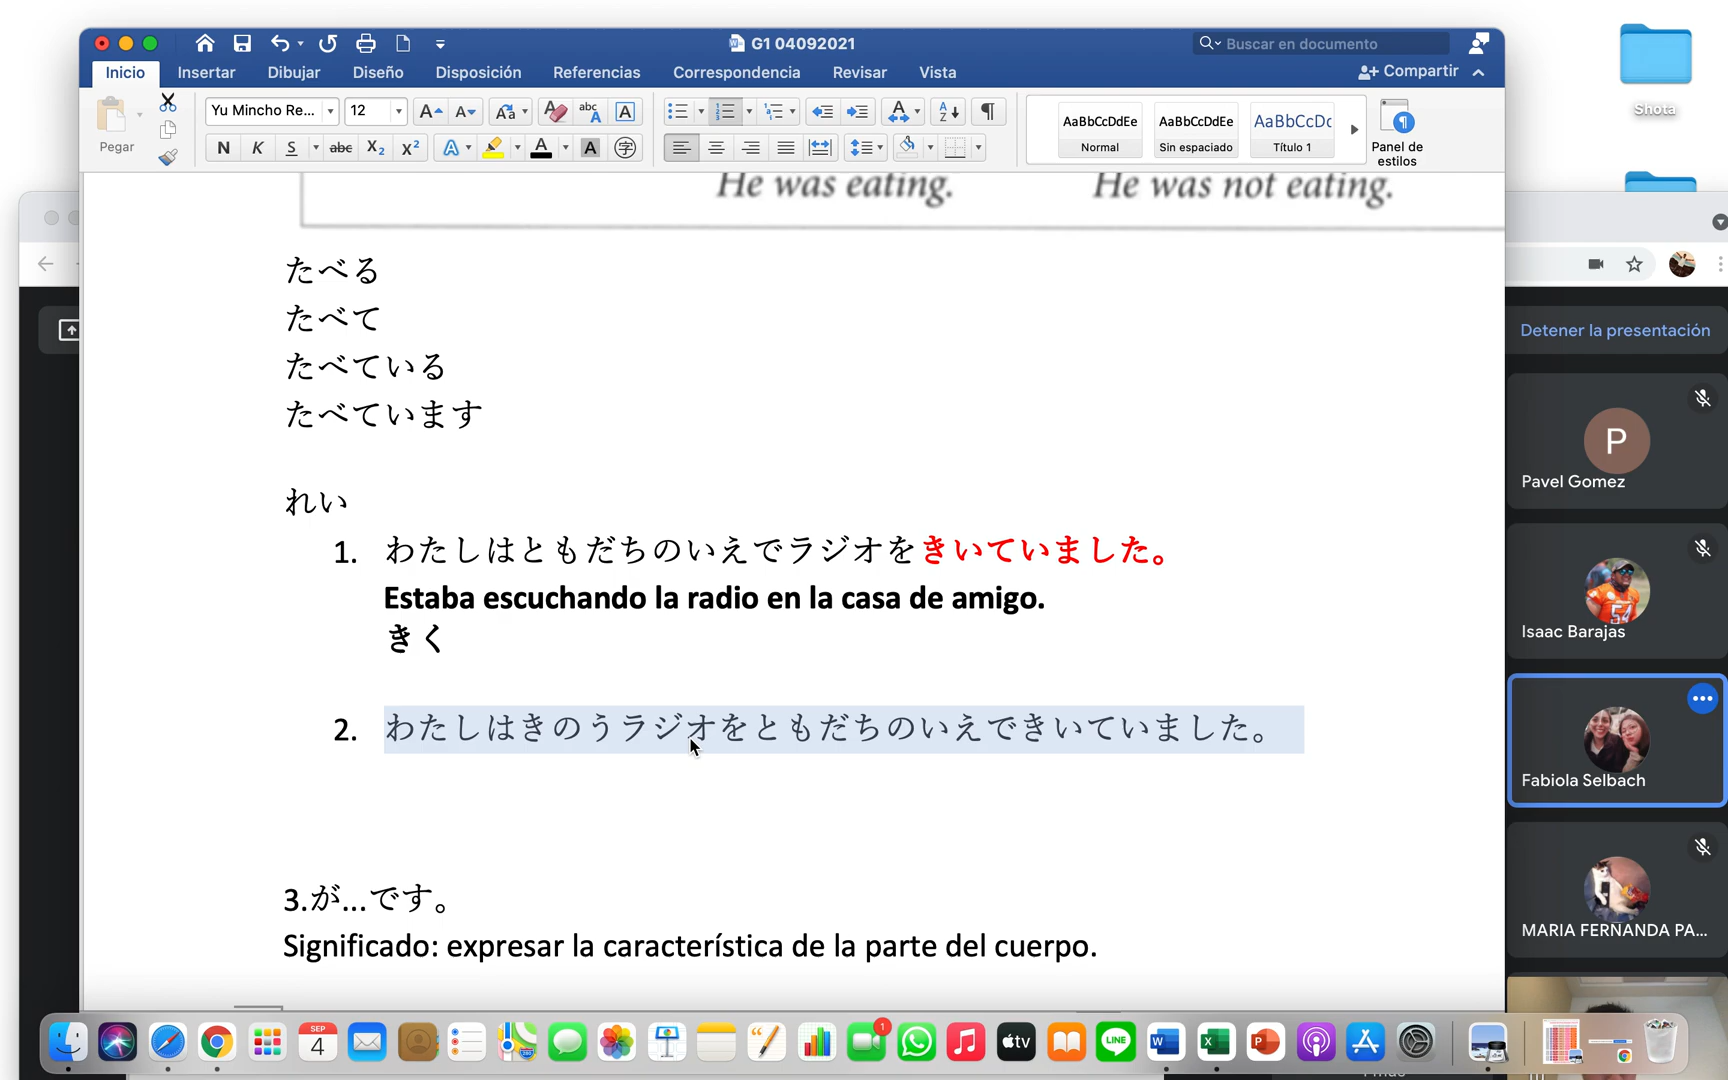 G1 04092021
Buscar en documento
Inicio
Insertar
Dibujar
Diseño
Disposición
Referencias
Correspondencia
Revisar
Vista
Compartir
Shota
Pegar
Yu Mincho Re...
12
N K S abc X₂ X²
AaBbCcDdEe
Normal
AaBbCcDdEe
Sin espaciado
AaBbCcDc
Título 1
Panel de
estilos
He was eating.
He was not eating.
たべる
たべて
たべている
たべています
れい
1. わたしはともだちのいえでラジオをきいていました。
Estaba escuchando la radio en la casa de amigo.
きく
2. わたしはきのうラジオをともだちのいえできいていました。
3.が...です。
Significado: expresar la característica de la parte del cuerpo.
Detener la presentación
P
Pavel Gomez
54
Isaac Barajas
Fabiola Selbach
MARIA FERNANDA PA...
SEP
4
1
tv
LINE